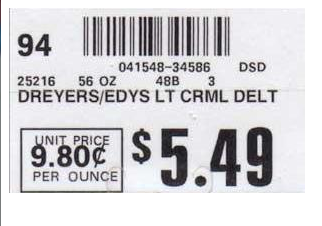 94
041548-34586 DSD
25216 56 OZ 48B 3
DREYERS/EDYS LT CRML DELT
UNIT PRICE
9.80¢
PER OUNCE
$5.49